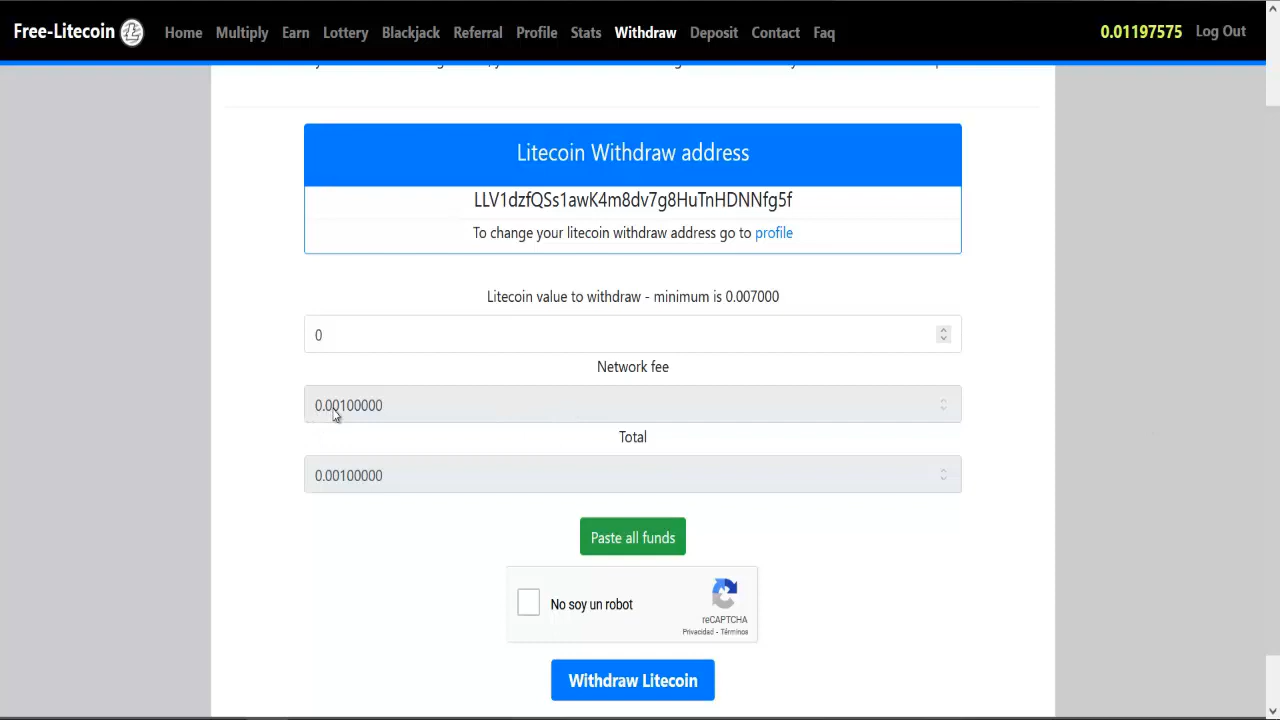 Free-Litecoin Home Multiply Earn Lottery Blackjack Referral Profile Stats Withdraw Deposit Contact Faq 0.01197575 Log Out
Litecoin Withdraw address
LLV1dzfQSs1awK4m8dv7g8HuTnHDNNfg5f
To change your litecoin withdraw address go to profile
Litecoin value to withdraw - minimum is 0.007000
0
Network fee
0.00100000
Total
0.00100000
Paste all funds
No soy un robot
reCAPTCHA
Privacidad - Términos
Withdraw Litecoin